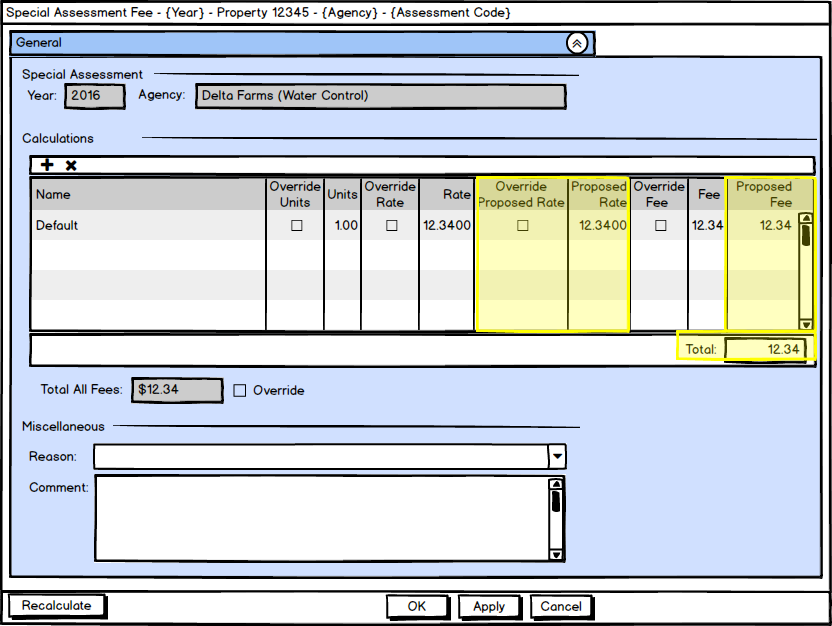 Special Assessment Fee - {Year} - Property 12345 - {Agency} - {Assessment Code}
General
Special Assessment
Year: 2016 Agency: Delta Farms (Water Control)
Calculations
Name Override Units Units Override Rate Rate Override Proposed Rate Proposed Rate Override Fee Fee Proposed Fee
Default 1.00 12.3400 12.3400 12.34 12.34
Total: 12.34
Total All Fees: $12.34 Override
Miscellaneous
Reason:
Comment:
Recalculate OK Apply Cancel